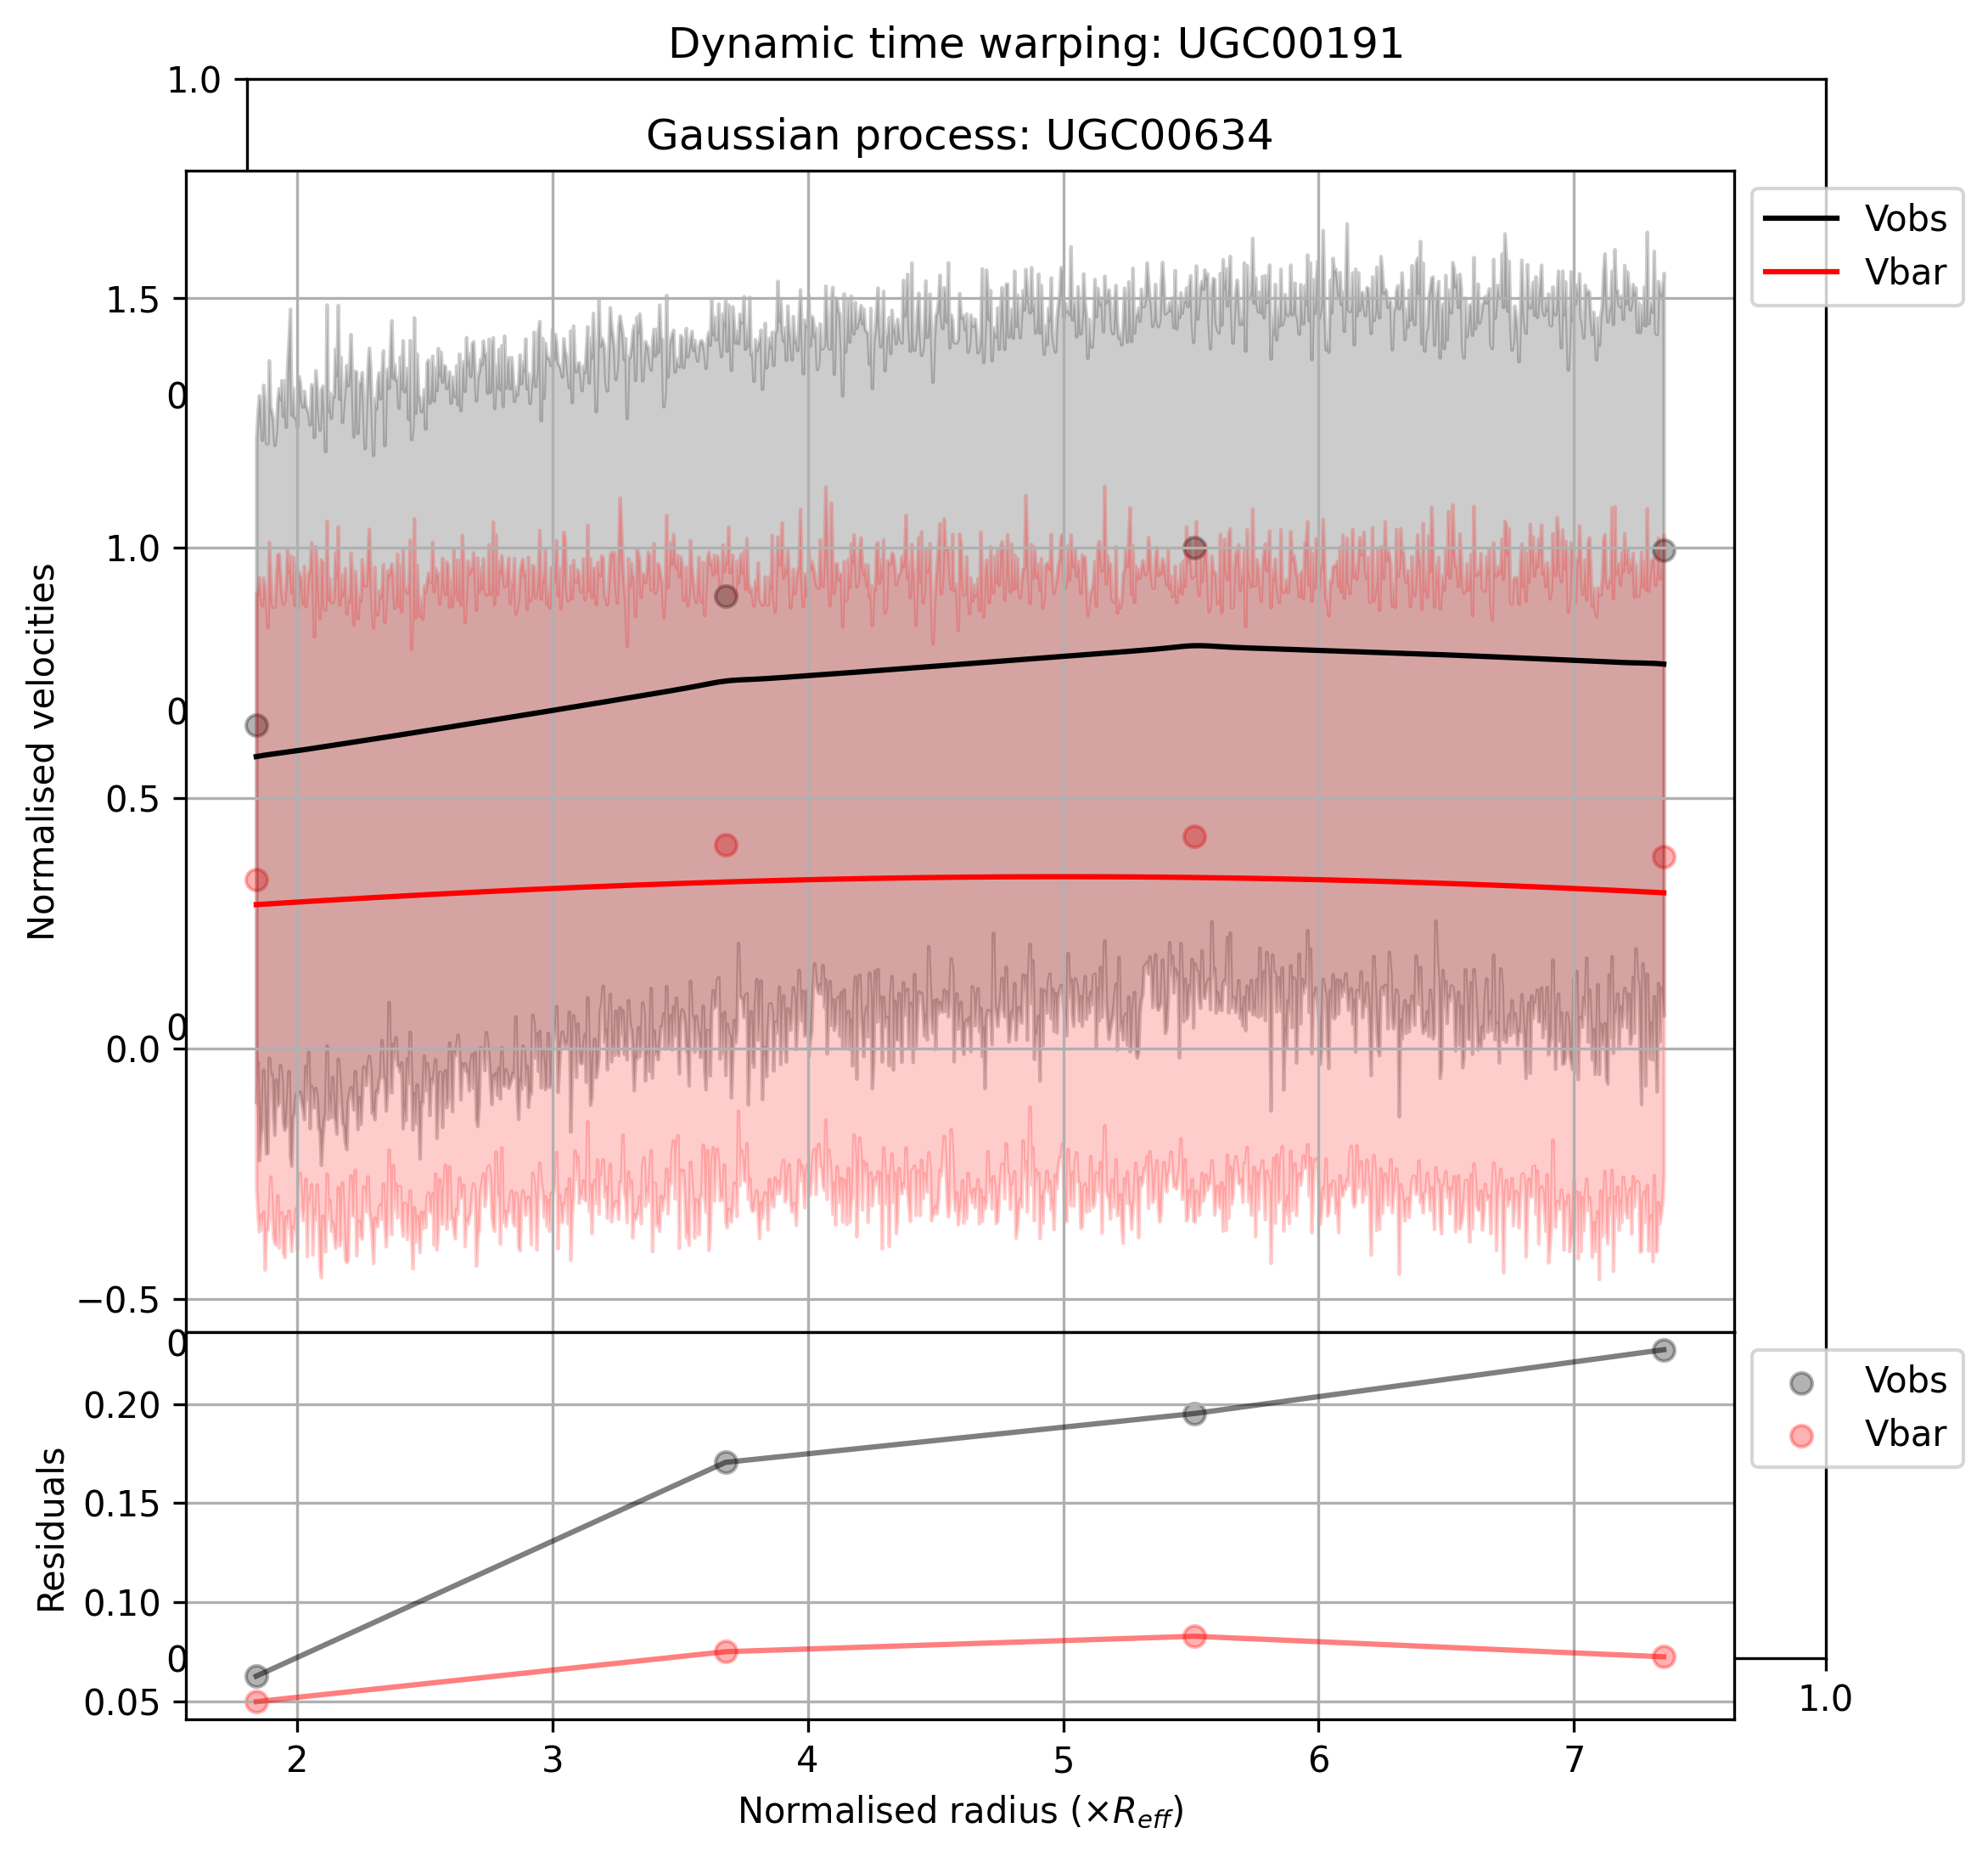 Dynamic time warping: UGC00191
1.0
Gaussian process: UGC00634
Vobs
Vbar
1.5
0
1.0
0
0.5
0
0.0
−0.5
Normalised velocities
0
Vobs
Vbar
0.20
0.15
0.10
0
0.05
Residuals
1.0
2 3 4 5 6 7
Normalised radius (×R_eff)